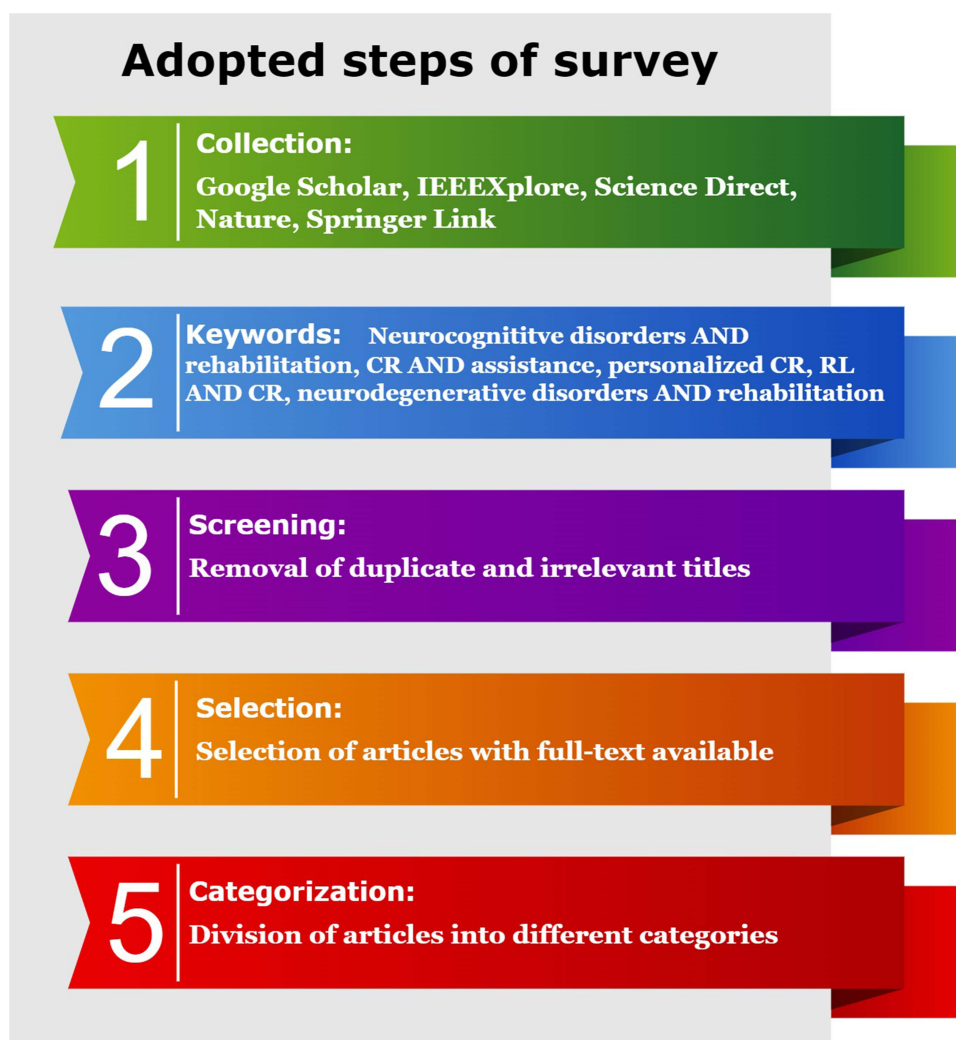 Adopted steps of survey
1
Collection:
Google Scholar, IEEEXplore, Science Direct,
Nature, Springer Link
2
Keywords: Neurocognititve disorders AND
rehabilitation, CR AND assistance, personalized CR, RL
AND CR, neurodegenerative disorders AND rehabilitation
3
Screening:
Removal of duplicate and irrelevant titles
4
Selection:
Selection of articles with full-text available
5
Categorization:
Division of articles into different categories